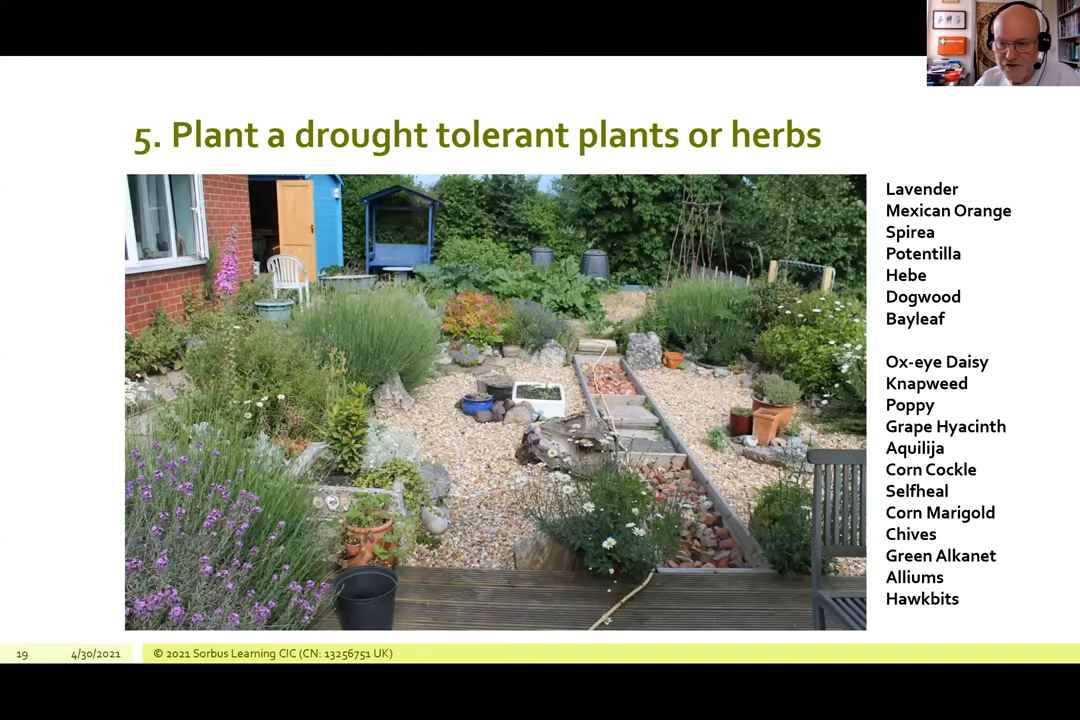 5. Plant a drought tolerant plants or herbs
Lavender
Mexican Orange
Spirea
Potentilla
Hebe
Dogwood
Bayleaf
Ox-eye Daisy
Knapweed
Poppy
Grape Hyacinth
Aquilija
Corn Cockle
Selfheal
Corn Marigold
Chives
Green Alkanet
Alliums
Hawkbits
19
4/30/2021
© 2021 Sorbus Learning CIC (CN: 13256751 UK)